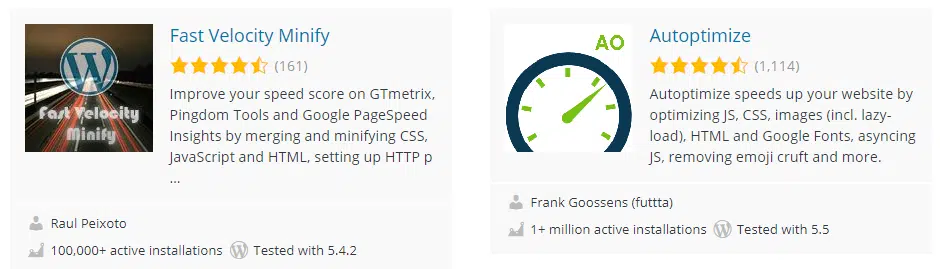 Fast Velocity
Minify
Fast Velocity Minify
(161)
Improve your speed score on GTmetrix,
Pingdom Tools and Google PageSpeed
Insights by merging and minifying CSS,
JavaScript and HTML, setting up HTTP p
...
Raul Peixoto
100,000+ active installations
Tested with 5.4.2
AO
Autoptimize
(1,114)
Autoptimize speeds up your website by
optimizing JS, CSS, images (incl. lazy-
load), HTML and Google Fonts, asyncing
JS, removing emoji cruft and more.
Frank Goossens (futtta)
1+ million active installations
Tested with 5.5